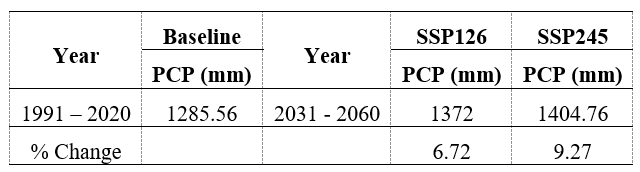 Year Baseline Year SSP126 SSP245
PCP (mm) PCP (mm) PCP (mm)
1991 – 2020 1285.56 2031 - 2060 1372 1404.76
% Change 6.72 9.27